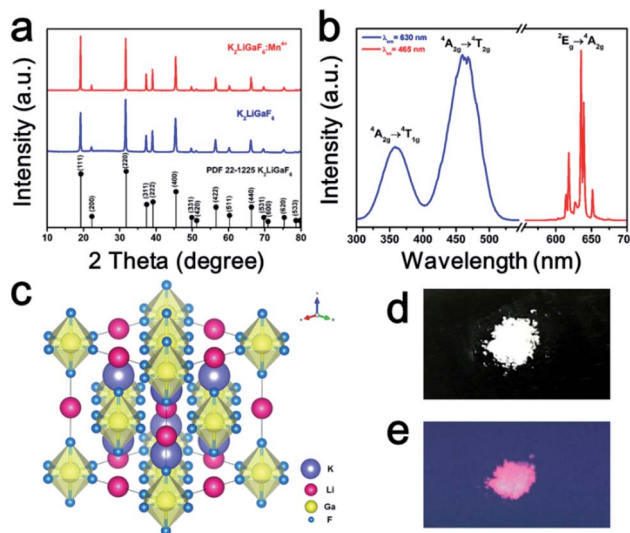 a
Intensity (a.u.)
K₂LiGaF₆:Mn⁴⁺
K₂LiGaF₆
PDF 22-1225 K₂LiGaF₆
(111)
(200)
(220)
(311)
(222)
(400)
(331)
(420)
(422)
(511)
(440)
(531)
(600)
(620)
(533)
10 20 30 40 50 60 70 80
2 Theta (degree)
b
Intensity (a.u.)
λₑₘ= 630 nm
λₑₓ= 465 nm
⁴A₂g→⁴T₁g
⁴A₂g→⁴T₂g
²Eg→⁴A₂g
300 350 400 450 500 600 650 700
Wavelength (nm)
c
K
Li
Ga
F
d
e